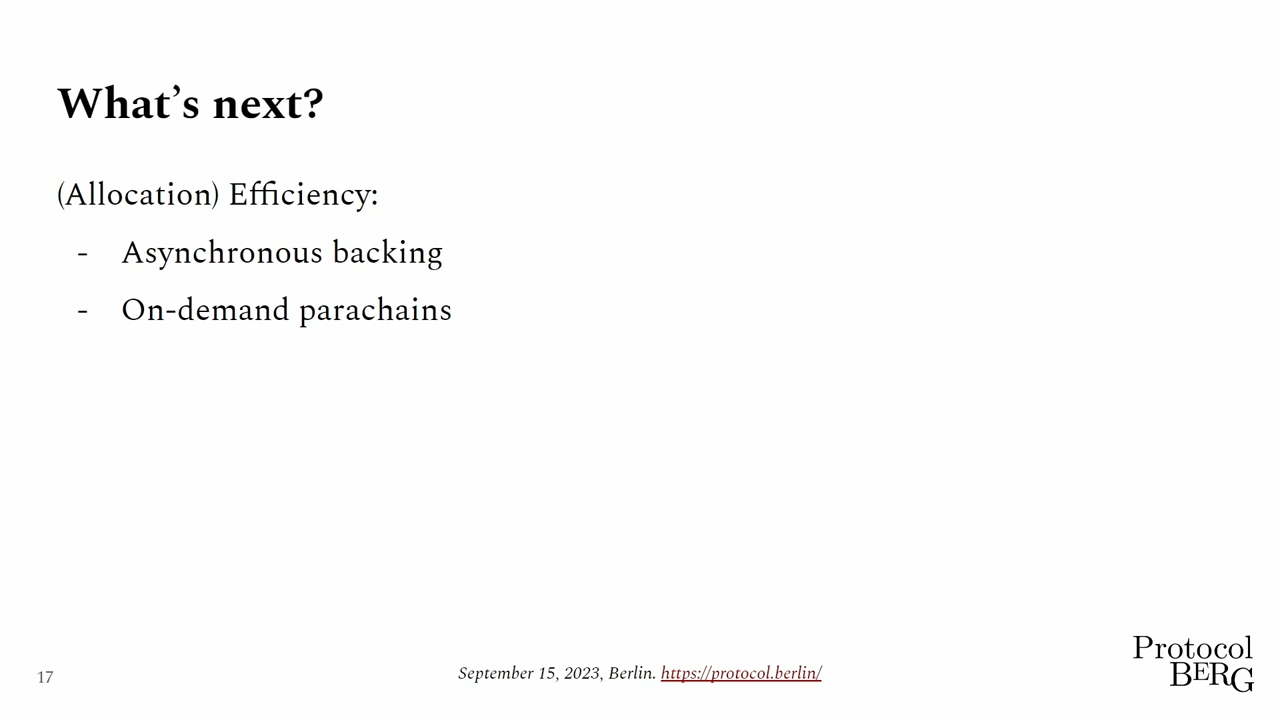 What’s next?
(Allocation) Efficiency:
- Asynchronous backing
- On-demand parachains
17
September 15, 2023, Berlin. https://protocol.berlin/
Protocol
BERG